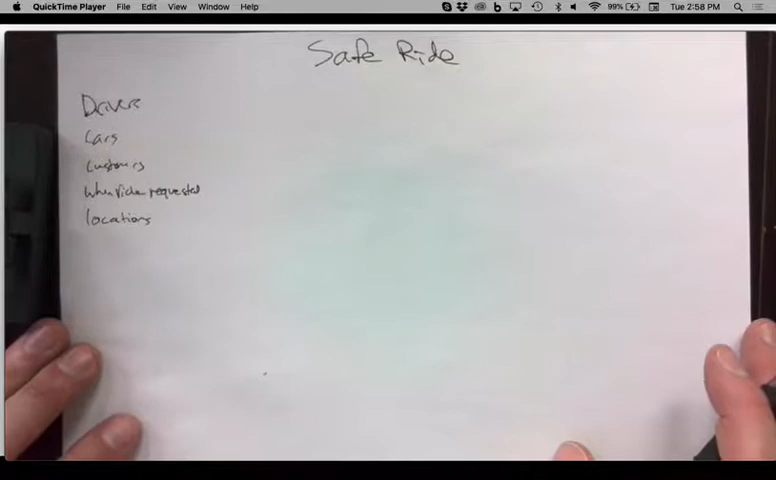 QuickTime Player File Edit View Window Help 99% Tue 2:58 PM
Safe Ride
Drivers
Cars
Customers
When ride requested
locations